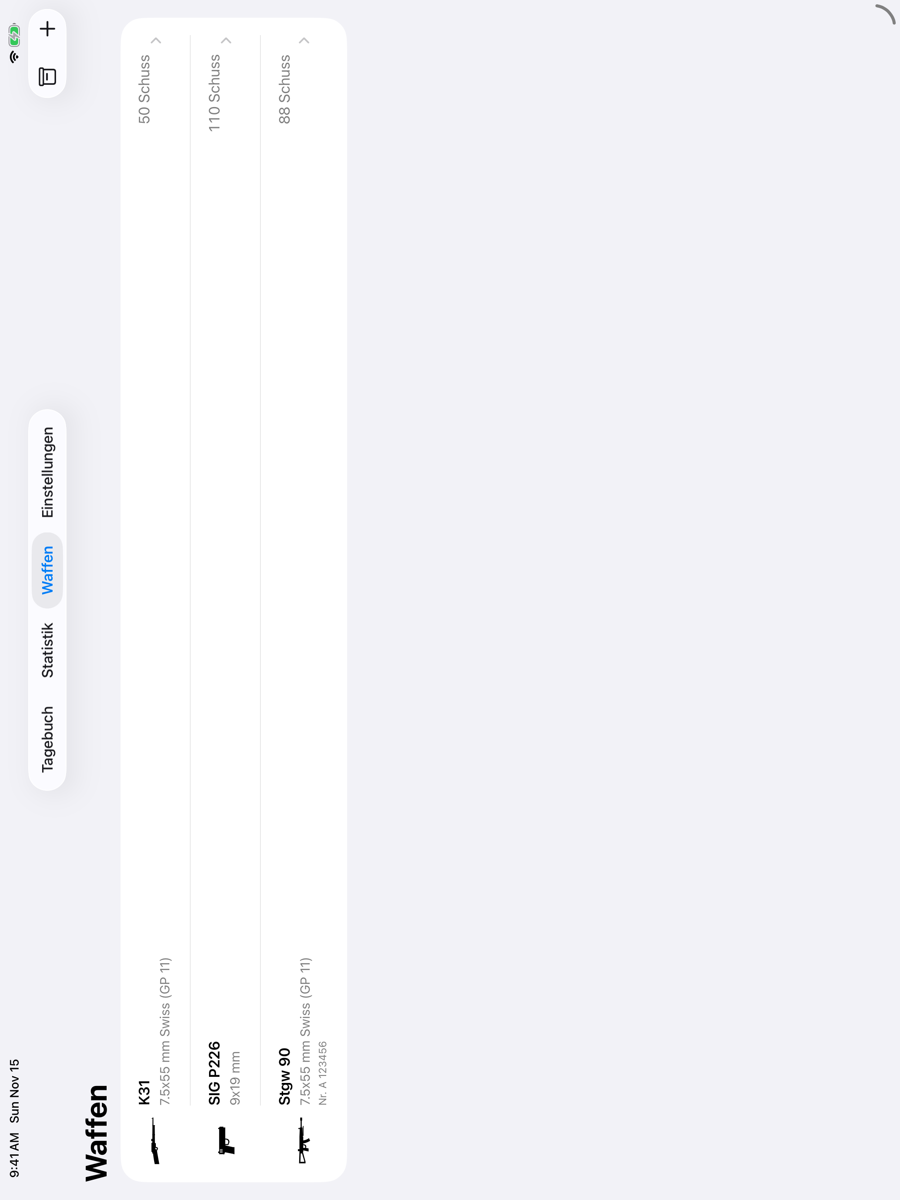 9:41 AM Sun Nov 15
Tagebuch Statistik Waffen Einstellungen
Waffen
K31
7.5x55 mm Swiss (GP 11)
50 Schuss
SIG P226
9x19 mm
110 Schuss
Stgw 90
7.5x55 mm Swiss (GP 11)
Nr. A 123456
88 Schuss